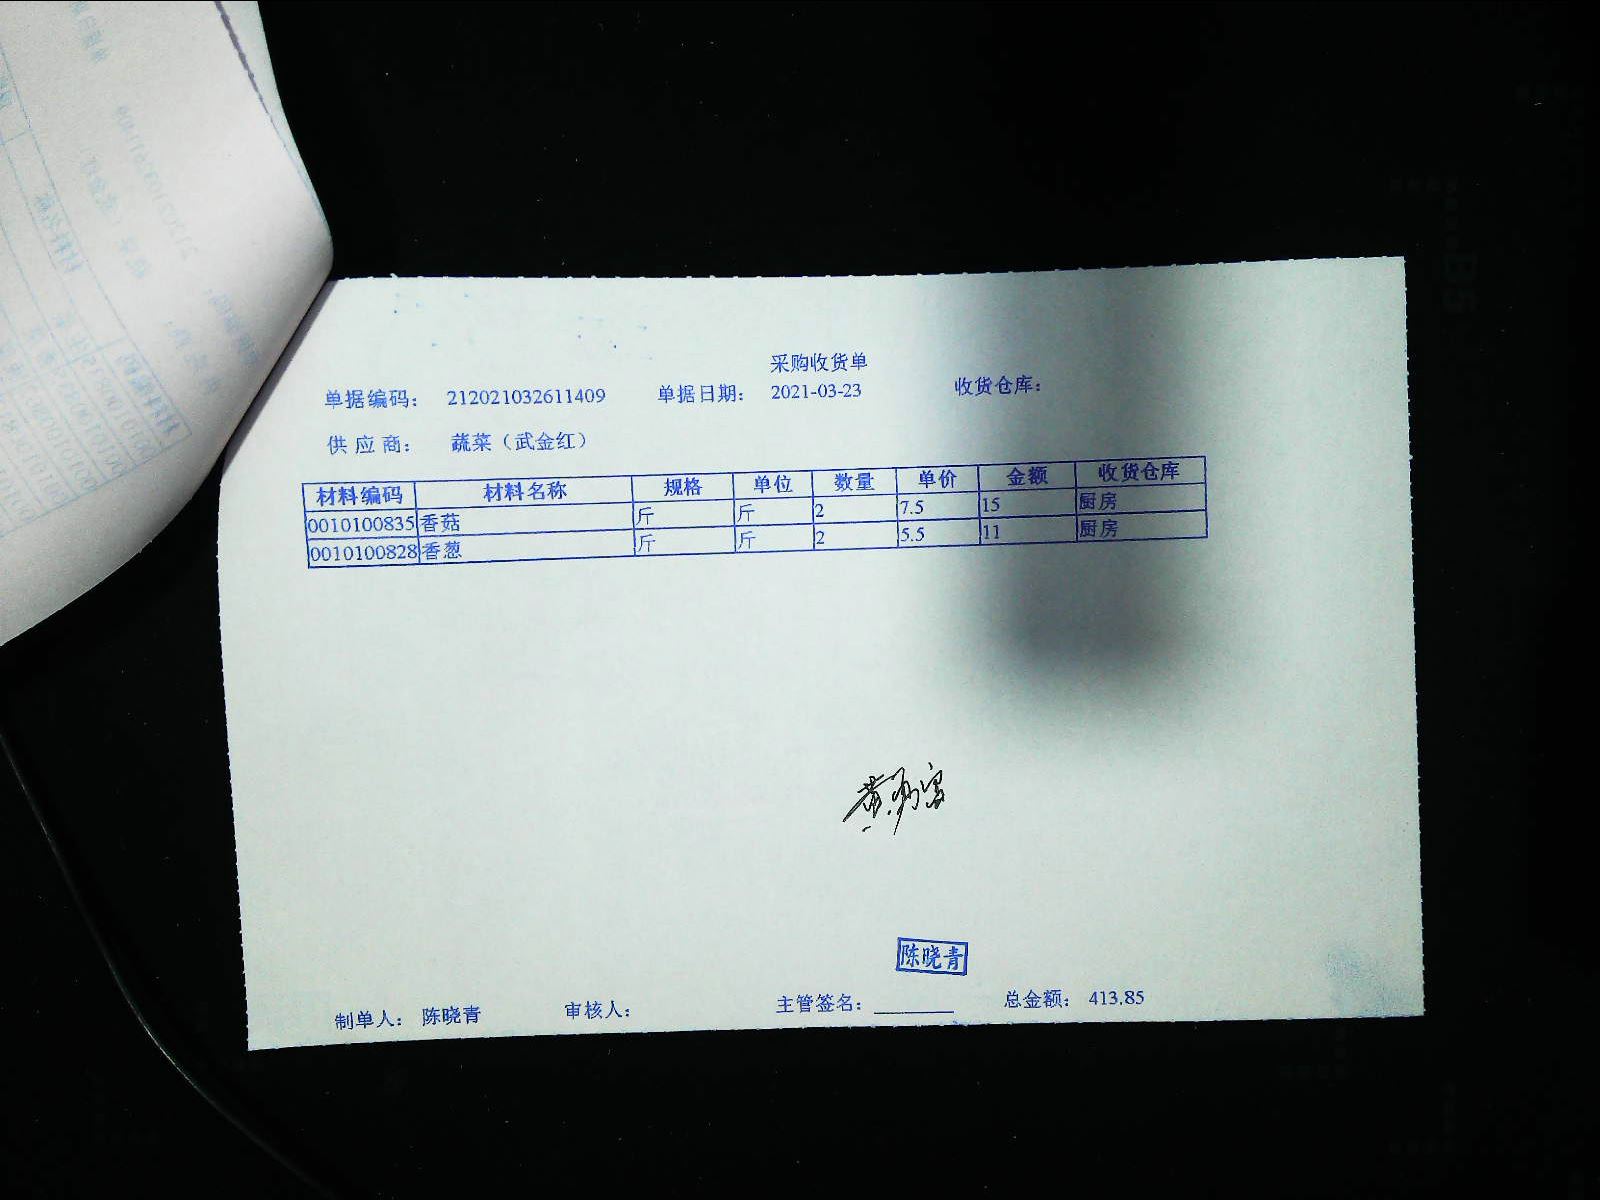 采购收货单
单据编码： 212021032611409 单据日期： 2021-03-23 收货仓库：
供应商： 蔬菜（武金红）
材料编码 材料名称 规格 单位 数量 单价 金额 收货仓库
0010100835 香菇 斤 斤 2 7.5 15 厨房
0010100828 香葱 斤 斤 2 5.5 11 厨房
陈晓青
制单人： 陈晓青 审核人： 主管签名： 总金额： 413.85